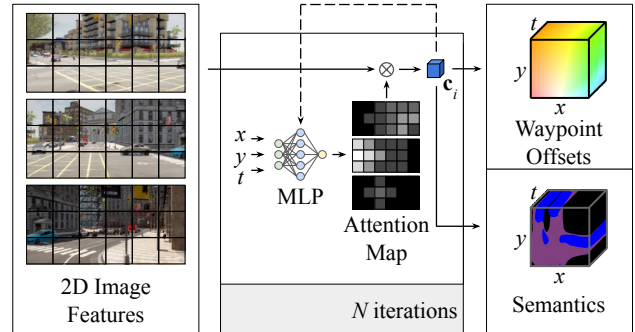 2D Image
Features
x
y
t
MLP
Attention
Map
c_i
N iterations
t
y
x
Waypoint
Offsets
t
y
x
Semantics